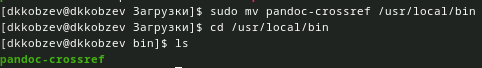 [dkkobzev@dkkobzev Загрузки]$ sudo mv pandoc-crossref /usr/local/bin
[dkkobzev@dkkobzev Загрузки]$ cd /usr/local/bin
[dkkobzev@dkkobzev bin]$ ls
pandoc-crossref